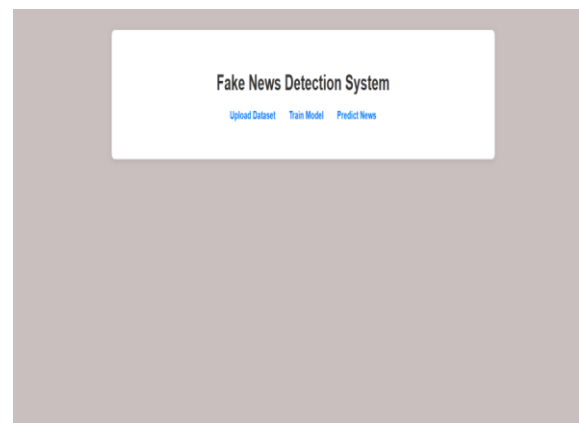 Fake News Detection System
Upload Dataset Train Model Predict News